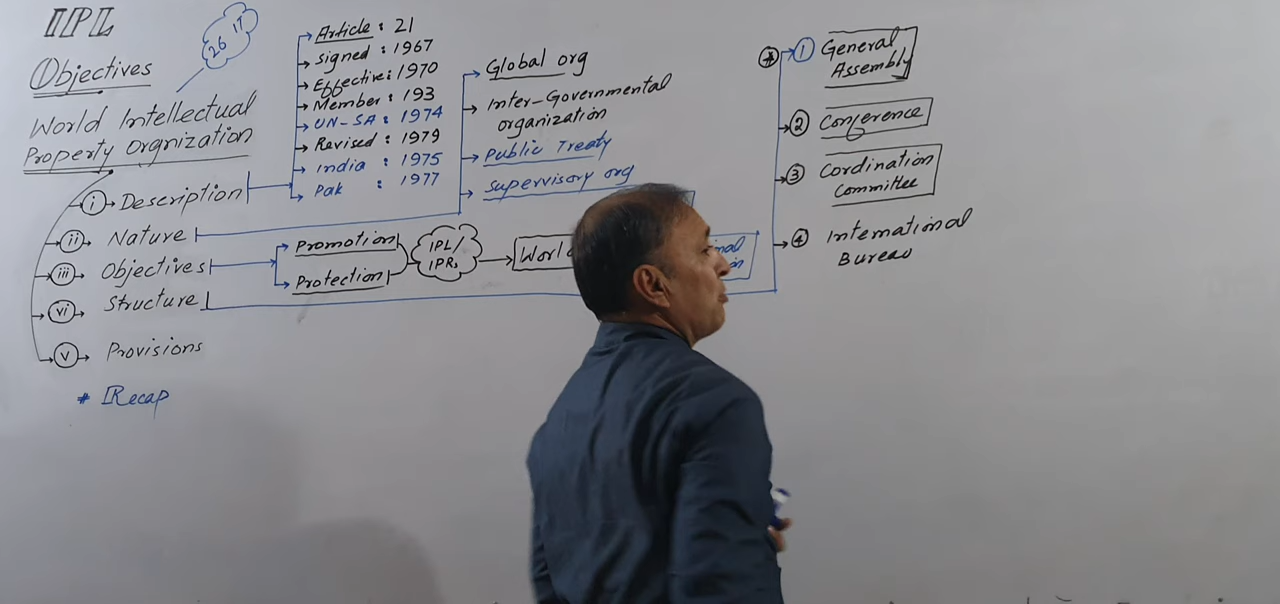 IPL
26 17
① Objectives
World Intellectual
Property Orgnization
i Description
ii Nature
iii Objectives
vi Structure
v Provisions
* Recap
Article : 21
Signed : 1967
Effective : 1970
Member : 193
UN-SA : 1974
Revised : 1979
India : 1975
Pak : 1977
Global org
Inter-Governmental
organization
Public Treaty
Supervisory org
Promotion
Protection
IPL/
IPRs
① General
Assembly
② Conference
③ Cordination
Committee
④ International
Bureau